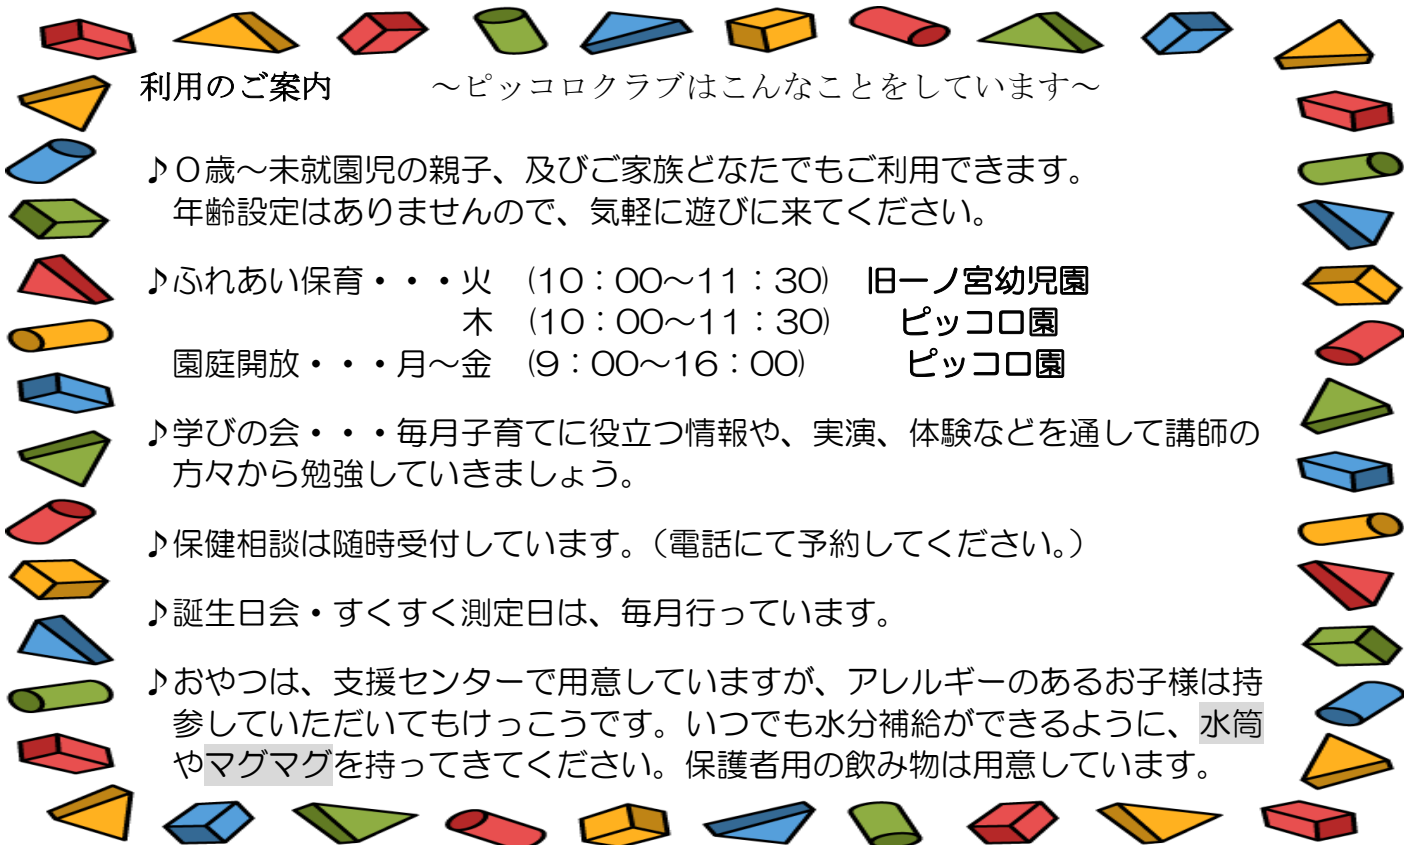 利用のご案内　　　～ピッコロクラブはこんなことをしています～
♪０歳～未就園児の親子、及びご家族どなたでもご利用できます。
年齢設定はありませんので、気軽に遊びに来てください。
♪ふれあい保育・・・火　(10：00～11：30)　旧一ノ宮幼児園
木　(10：00～11：30)　　ピッコロ園
園庭開放・・・月～金　(9：00～16：00)　　　ピッコロ園
♪学びの会・・・毎月子育てに役立つ情報や、実演、体験などを通して講師の
方々から勉強していきましょう。
♪保健相談は随時受付しています。（電話にて予約してください。）
♪誕生日会・すくすく測定日は、毎月行っています。
♪おやつは、支援センターで用意していますが、アレルギーのあるお子様は持
参していただいてもけっこうです。いつでも水分補給ができるように、水筒
やマグマグを持ってきてください。保護者用の飲み物は用意しています。